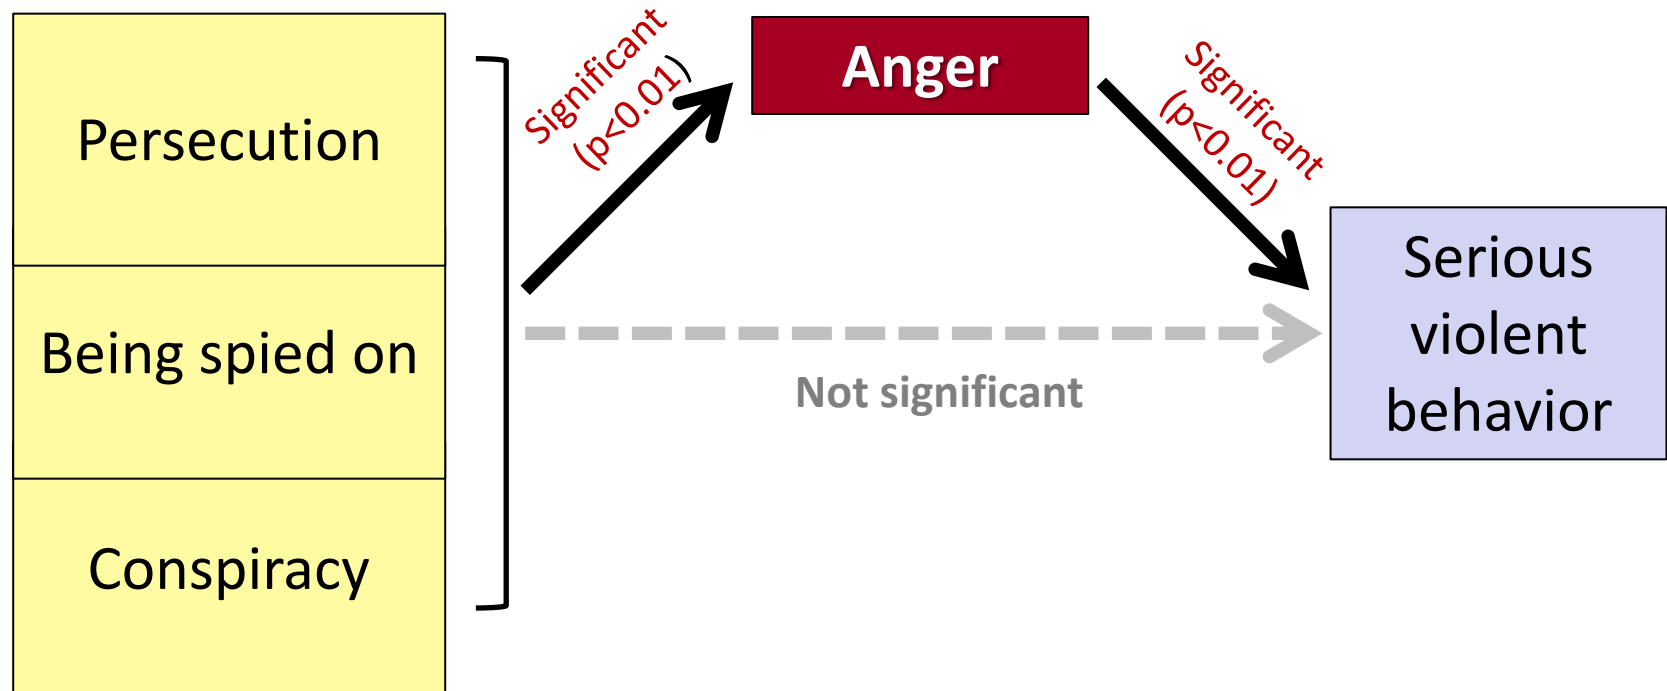 Persecution
Being spied on
Conspiracy
Significant
(p<0.01)
Anger
Significant
(p<0.01)
Not significant
Serious
violent
behavior